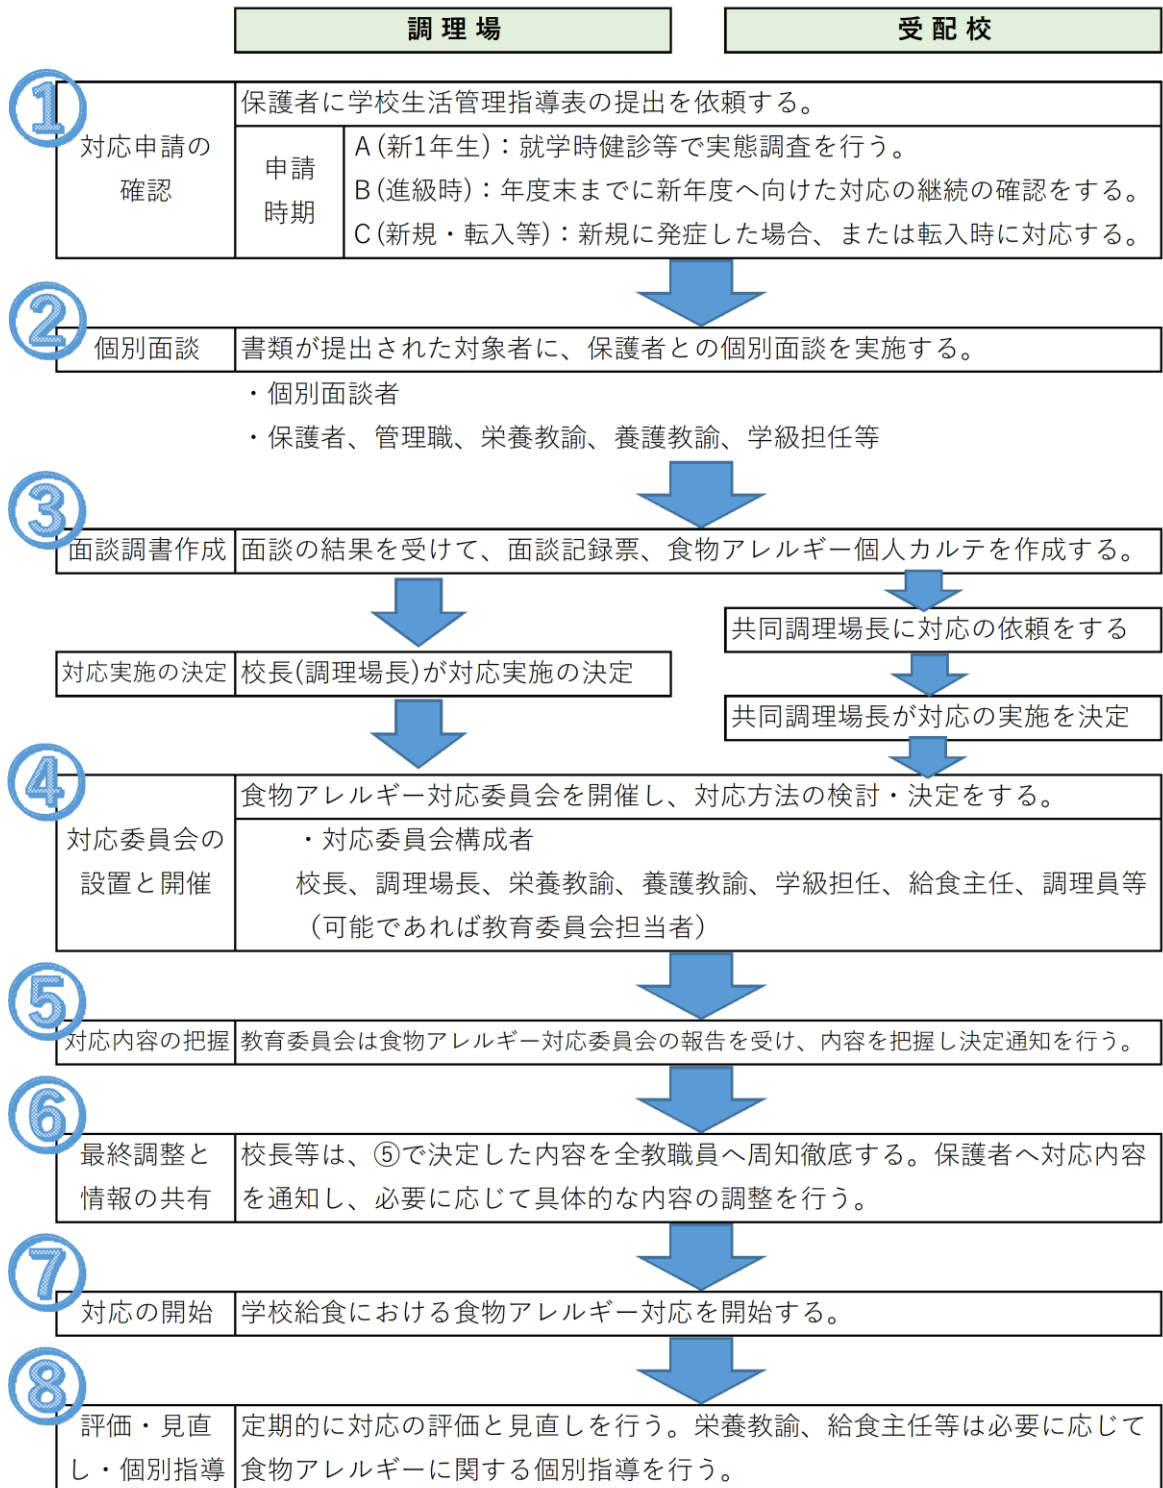 調理場
受配校
①
対応申請の
確認
保護者に学校生活管理指導表の提出を依頼する。
申請
時期
A(新1年生)：就学時健診等で実態調査を行う。
B(進級時)：年度末までに新年度へ向けた対応の継続の確認をする。
C(新規・転入等)：新規に発症した場合、または転入時に対応する。
②
個別面談
書類が提出された対象者に、保護者との個別面談を実施する。
・個別面談者
・保護者、管理職、栄養教諭、養護教諭、学級担任等
③
面談調書作成
面談の結果を受けて、面談記録票、食物アレルギー個人カルテを作成する。
共同調理場長に対応の依頼をする
対応実施の決定
校長(調理場長)が対応実施の決定
共同調理場長が対応の実施を決定
④
対応委員会の
設置と開催
食物アレルギー対応委員会を開催し、対応方法の検討・決定をする。
・対応委員会構成者
校長、調理場長、栄養教諭、養護教諭、学級担任、給食主任、調理員等
（可能であれば教育委員会担当者）
⑤
対応内容の把握
教育委員会は食物アレルギー対応委員会の報告を受け、内容を把握し決定通知を行う。
⑥
最終調整と
情報の共有
校長等は、⑤で決定した内容を全教職員へ周知徹底する。保護者へ対応内容
を通知し、必要に応じて具体的な内容の調整を行う。
⑦
対応の開始
学校給食における食物アレルギー対応を開始する。
⑧
評価・見直
し・個別指導
定期的に対応の評価と見直しを行う。栄養教諭、給食主任等は必要に応じて
食物アレルギーに関する個別指導を行う。